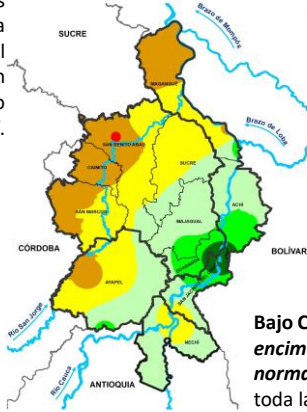 s
a
l
n
o
SUCRE
Brazo de Mompós
MAGANGUE
Brazo de Loba
SAN BENITO ABAD
CAIMITO
SUCRE
SAN MARCOS
MAJAGUAL
ACHÍ
CÓRDOBA
GUARANDA
BOLÍVAR
AYAPEL
SAN JACINTO
Río San Jorge
NECHÍ
Río Cauca
ANTIOQUIA
Bajo C
encim
norma
toda la